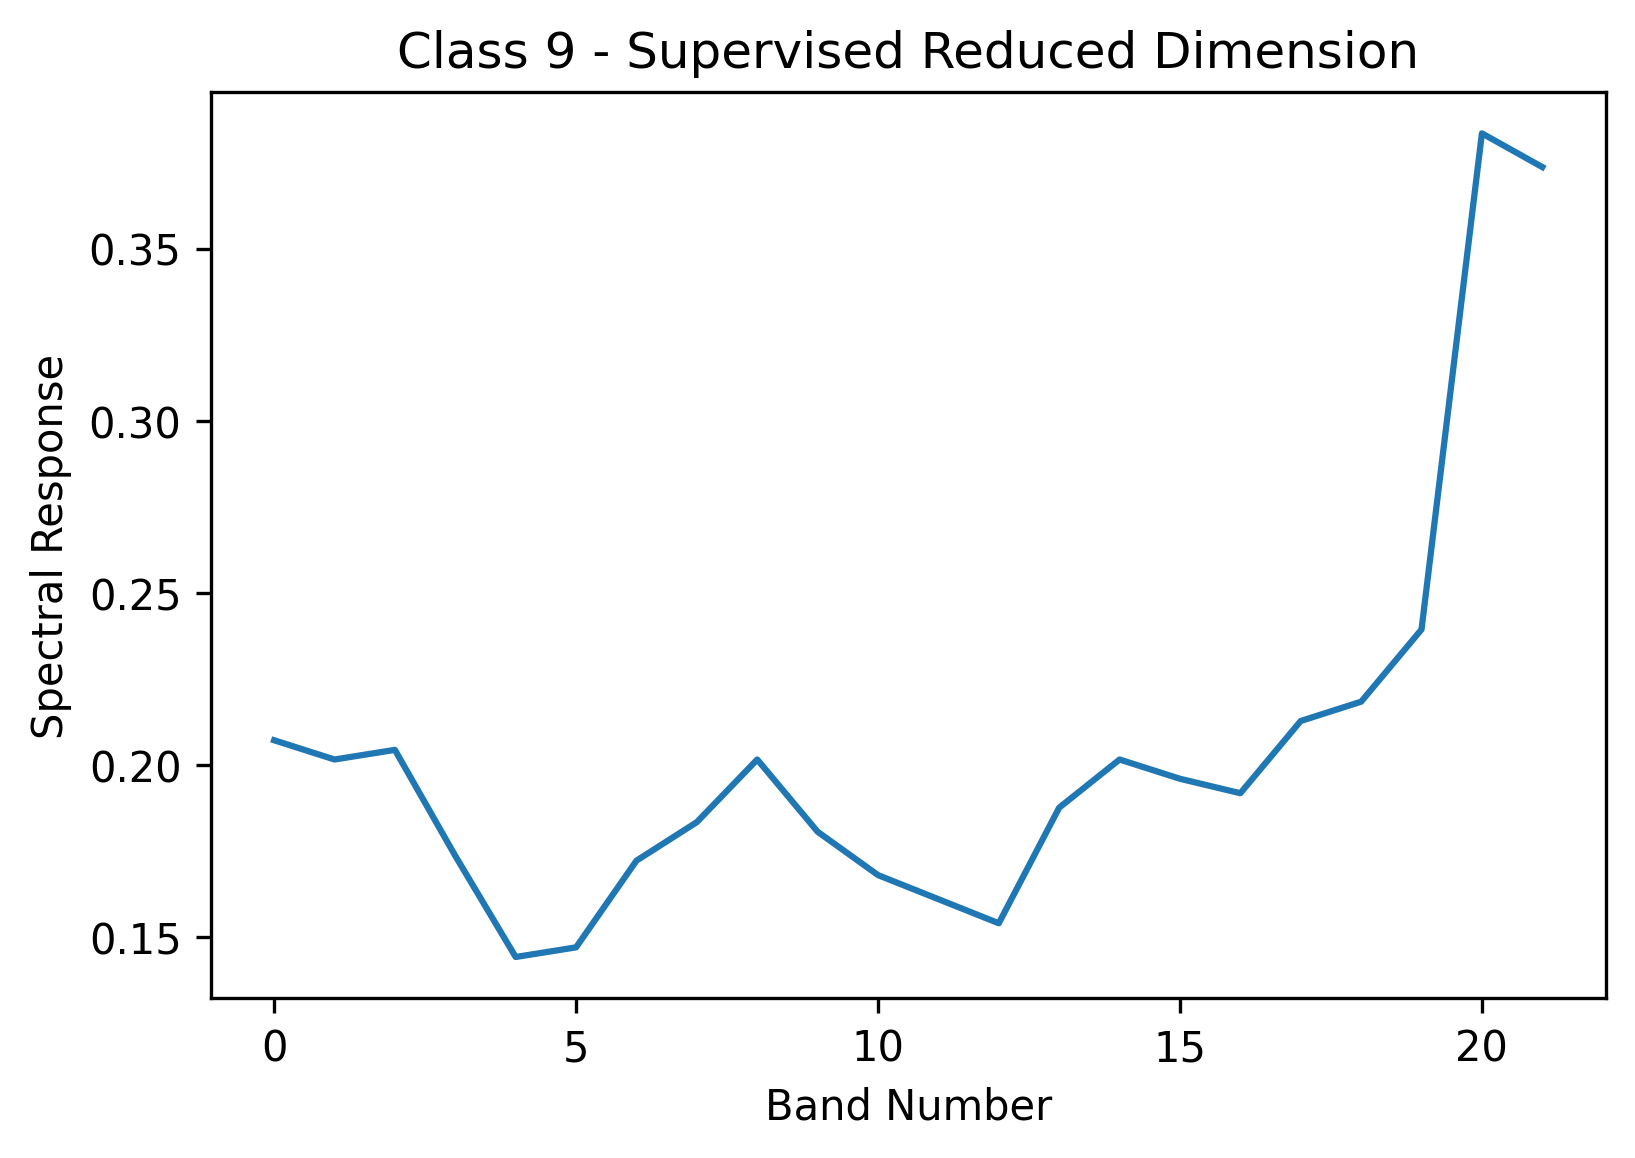 Class 9 - Supervised Reduced Dimension
Spectral Response
0.35
0.30
0.25
0.20
0.15
0 5 10 15 20
Band Number